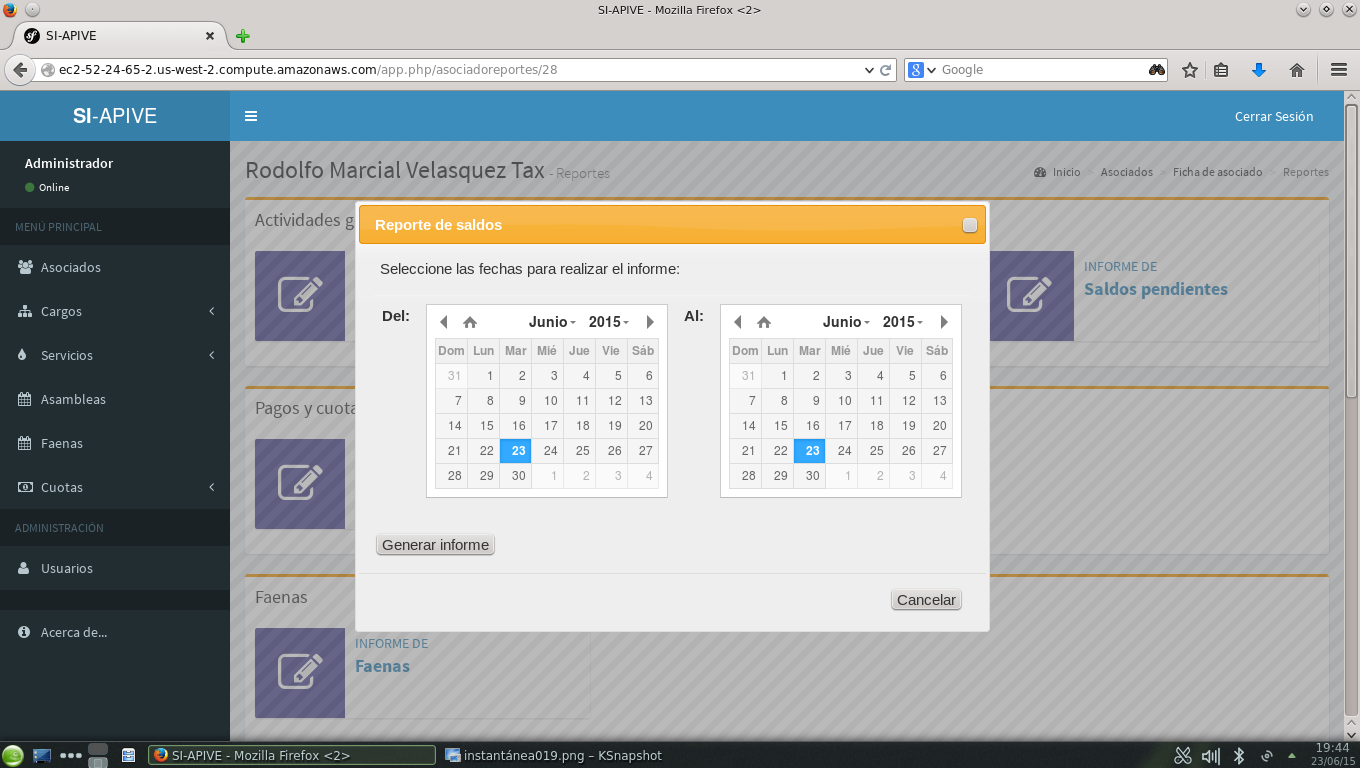 SI-APIVE - Mozilla Firefox <2>
SI-APIVE
ec2-52-24-65-2.us-west-2.compute.amazonaws.com/app.php/asociadoreportes/28
Google
SI-APIVE
Cerrar Sesión
Administrador
Online
MENÚ PRINCIPAL
Asociados
Cargos
Servicios
Asambleas
Faenas
Cuotas
ADMINISTRACIÓN
Usuarios
Acerca de...
Rodolfo Marcial Velasquez Tax - Reportes
Inicio > Asociados > Ficha de asociado > Reportes
Actividades g
INFORME DE
Saldos pendientes
Pagos y cuota
Faenas
INFORME DE
Faenas
Reporte de saldos
Seleccione las fechas para realizar el informe:
Del:
Junio 2015
Dom Lun Mar Mié Jue Vie Sáb
31 1 2 3 4 5 6
7 8 9 10 11 12 13
14 15 16 17 18 19 20
21 22 23 24 25 26 27
28 29 30 1 2 3 4
Al:
Junio 2015
Dom Lun Mar Mié Jue Vie Sáb
31 1 2 3 4 5 6
7 8 9 10 11 12 13
14 15 16 17 18 19 20
21 22 23 24 25 26 27
28 29 30 1 2 3 4
Generar informe
Cancelar
SI-APIVE - Mozilla Firefox <2>
instantánea019.png – KSnapshot
19:44
23/06/15